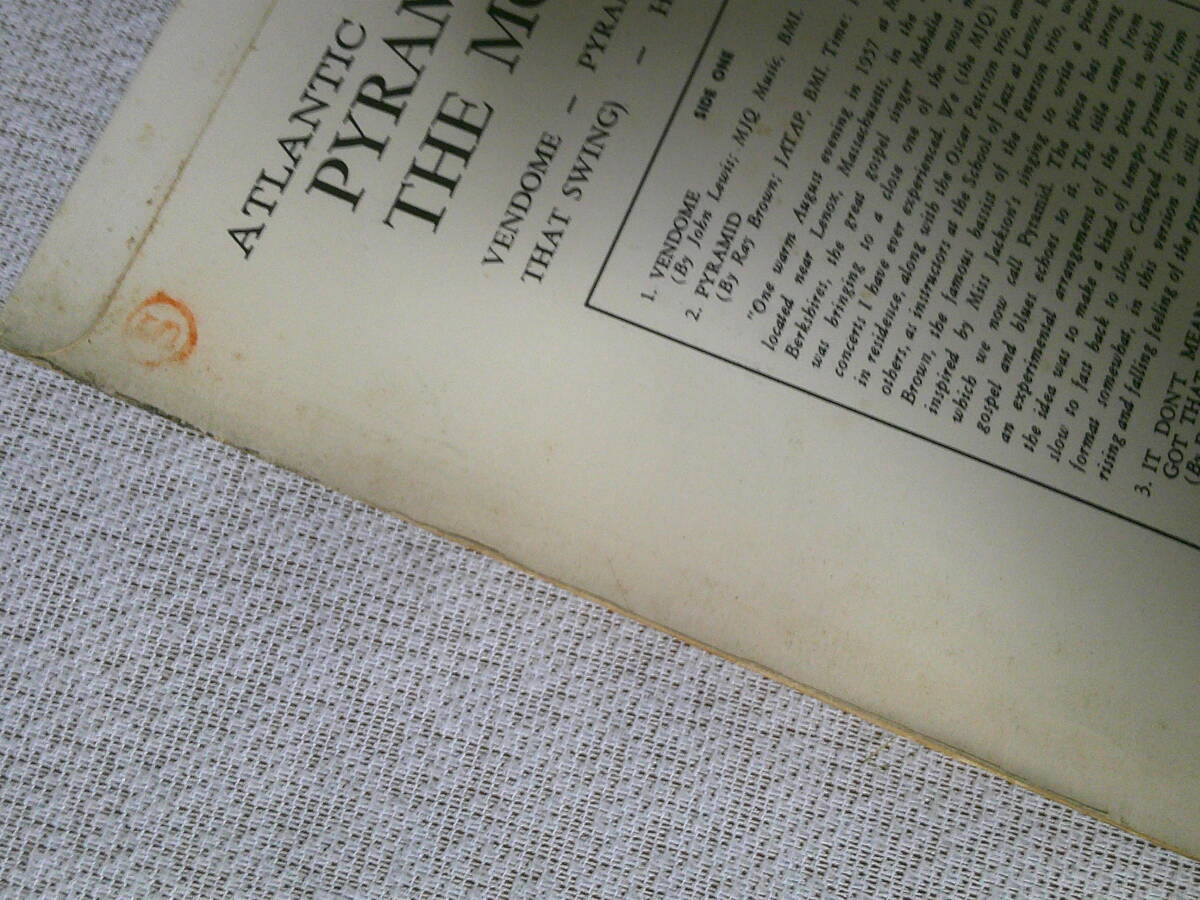 ATLANTIC
PYRAM
THE MO
VENDOME – PYRA
THAT SWING) –
SIDE ONE
1. VENDOME
(By John Lewis; MJQ Music, BMI.
2. PYRAMID
(By Ray Brown; JATAP, BMI. Time:
"One warm August evening in 1957 at
located near Lenox, Massachusetts, in the
Berkshires, the great gospel singer Mahalia
was bringing to a close one of the most
concerts I have ever experienced. We (the MJQ)
in residence, along with the Oscar Peterson trio, and
others, as instructors at the School of Jazz at Lenox.
Brown, the famous bassist of the Peterson trio,
inspired by Miss Jackson's singing to write a piece
which we now call Pyramid. The piece has strong
gospel and blues echoes to it. The title came from
an experimental arrangement of the piece in which
the idea was to make a kind of tempo pyramid: from
slow to fast back to slow. Changed from its
format somewhat, in this version it still
rising and falling feeling of the
3. IT DON'T MEAN
GOT THAT
(By
S